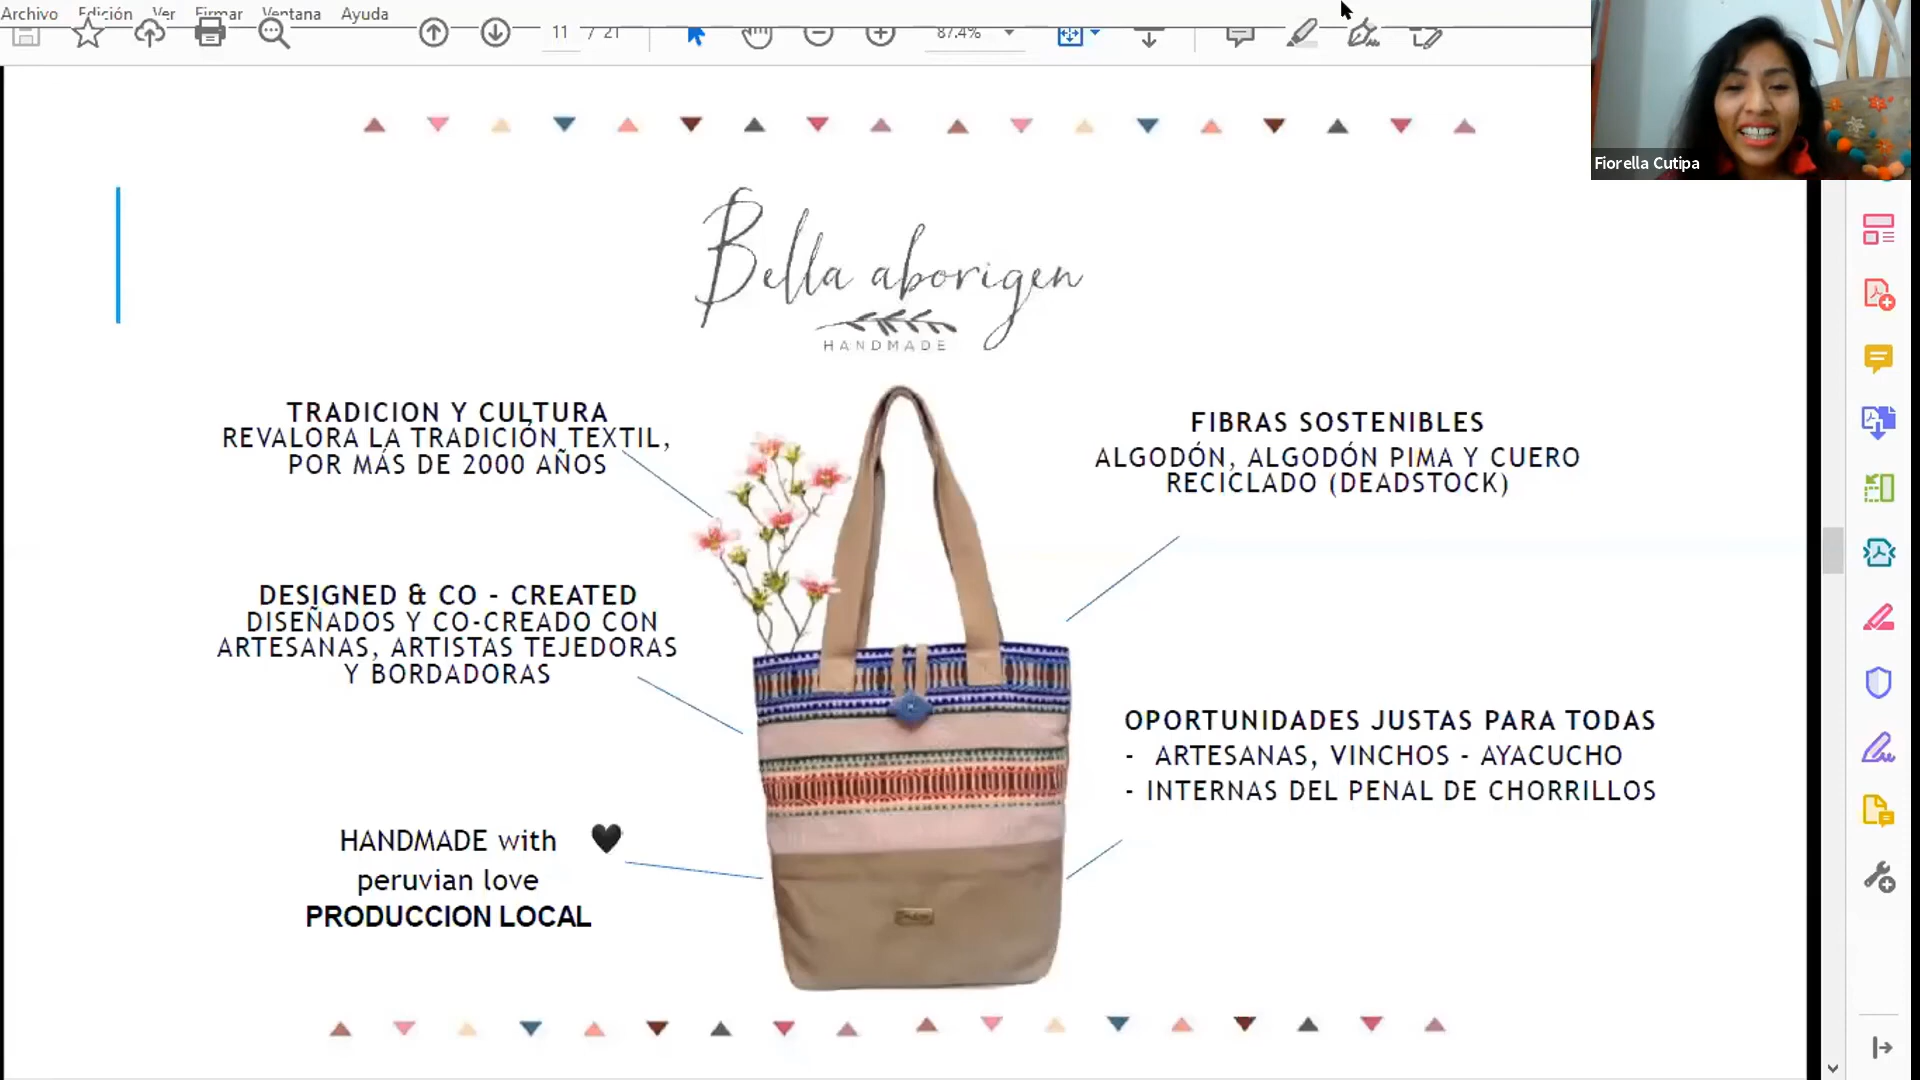 Archivo Edición Ver Firmar Ventana Ayuda
11 / 21
87.4%
Fiorella Cutipa
Bella aborigen
HANDMADE
TRADICION Y CULTURA
REVALORA LA TRADICIÓN TEXTIL,
POR MÁS DE 2000 AÑOS
FIBRAS SOSTENIBLES
ALGODÓN, ALGODÓN PIMA Y CUERO
RECICLADO (DEADSTOCK)
DESIGNED & CO - CREATED
DISEÑADOS Y CO-CREADO CON
ARTESANAS, ARTISTAS TEJEDORAS
Y BORDADORAS
OPORTUNIDADES JUSTAS PARA TODAS
- ARTESANAS, VINCHOS - AYACUCHO
- INTERNAS DEL PENAL DE CHORRILLOS
HANDMADE with 🖤
peruvian love
PRODUCCION LOCAL